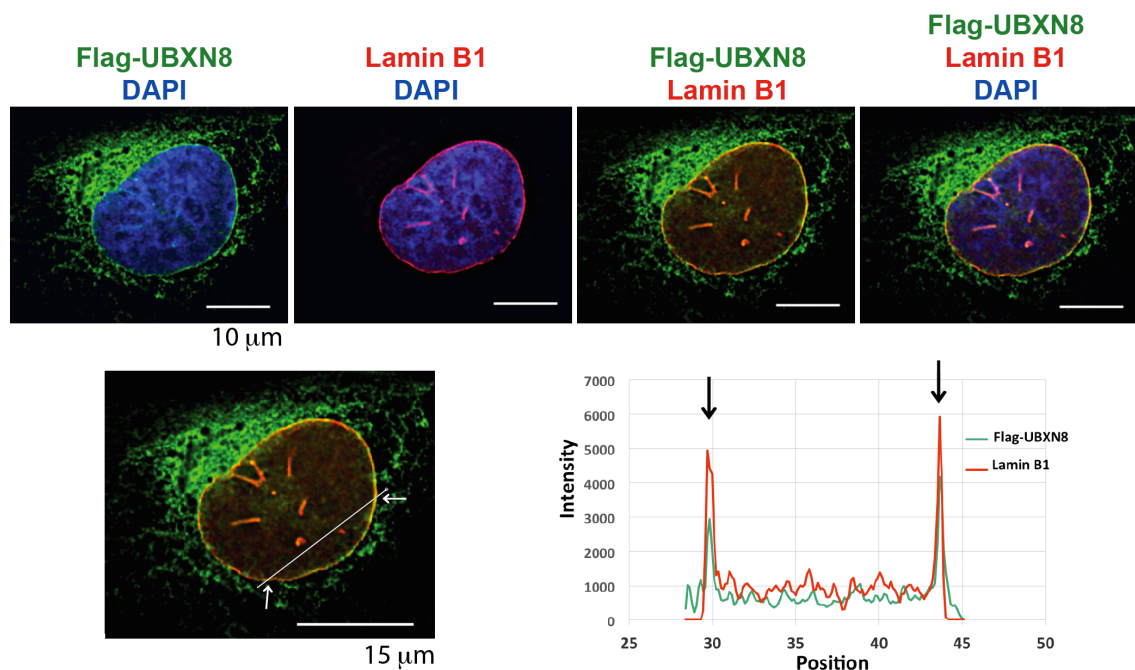 Flag-UBXN8
DAPI
Lamin B1
DAPI
Flag-UBXN8
Lamin B1
Flag-UBXN8
Lamin B1
DAPI
10 μm
15 μm
7000
6000
5000
4000
3000
2000
1000
0
Intensity
Flag-UBXN8
Lamin B1
25 30 35 40 45 50
Position